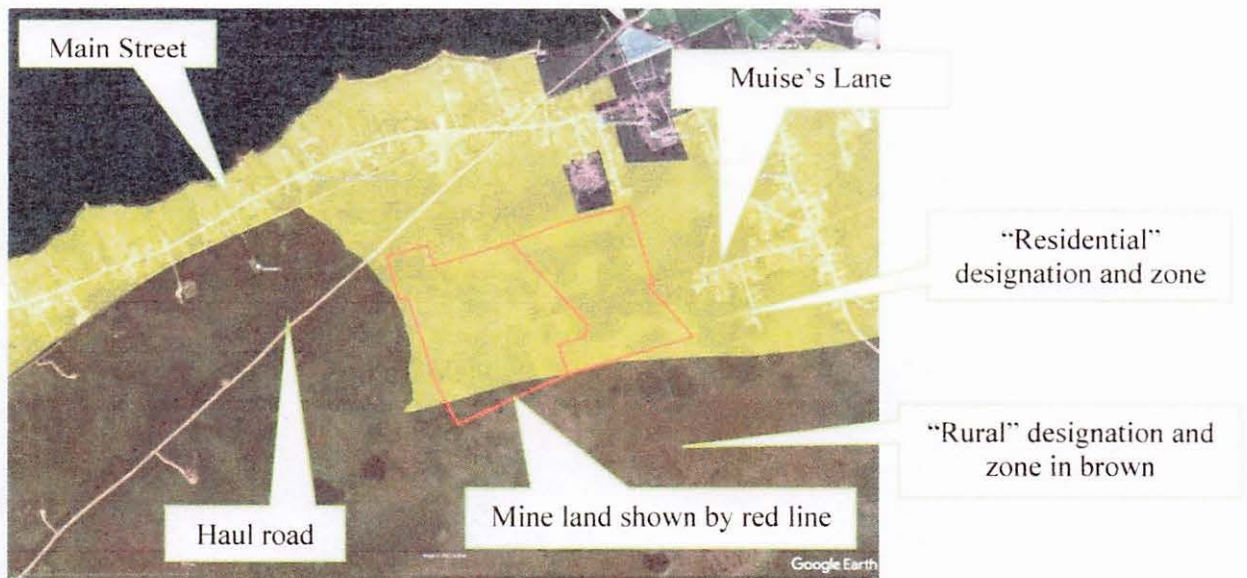 Main Street
Muise's Lane
"Residential"
designation and zone
"Rural" designation and
zone in brown
Mine land shown by red line
Haul road
Google Earth